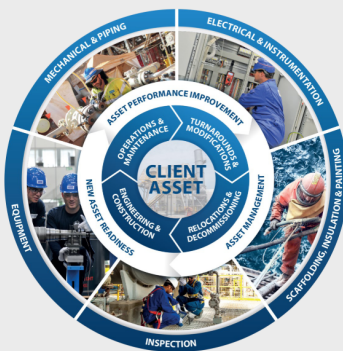 MECHANICAL & PIPING
ELECTRICAL & INSTRUMENTATION
SCAFFOLDING, INSULATION & PAINTING
INSPECTION
EQUIPMENT
ASSET PERFORMANCE IMPROVEMENT
ASSET MANAGEMENT
NEW ASSET READINESS
OPERATIONS &
MAINTENANCE
TURNAROUNDS &
MODIFICATIONS
RELOCATIONS &
DECOMMISSIONING
ENGINEERING &
CONSTRUCTION
CLIENT
ASSET